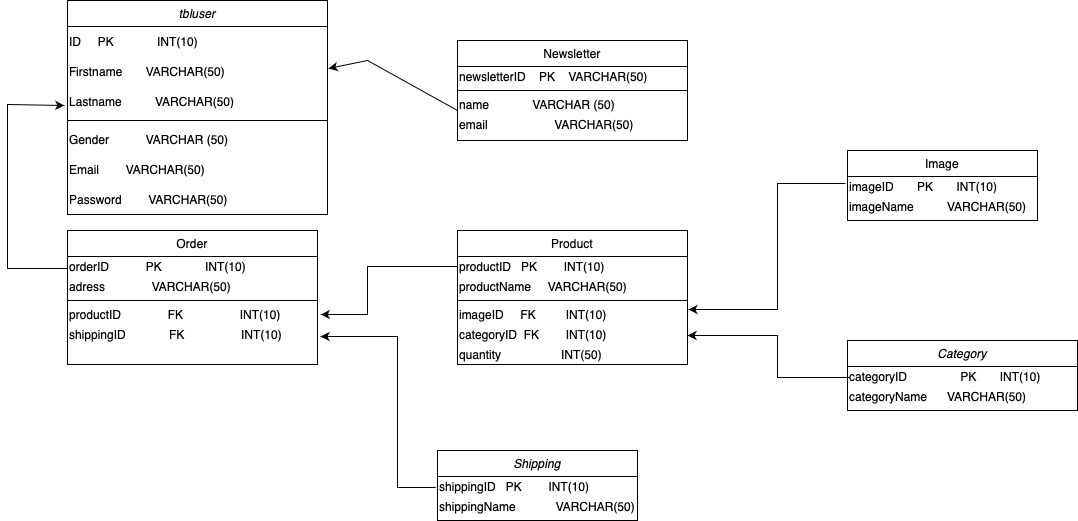 tbluser
ID PK INT(10)
Firstname VARCHAR(50)
Lastname VARCHAR(50)
Gender VARCHAR (50)
Email VARCHAR(50)
Password VARCHAR(50)
Newsletter
newsletterID PK VARCHAR(50)
name VARCHAR (50)
email VARCHAR(50)
Image
imageID PK INT(10)
imageName VARCHAR(50)
Order
orderID PK INT(10)
adress VARCHAR(50)
productID FK INT(10)
shippingID FK INT(10)
Product
productID PK INT(10)
productName VARCHAR(50)
imageID FK INT(10)
categoryID FK INT(10)
quantity INT(50)
Category
categoryID PK INT(10)
categoryName VARCHAR(50)
Shipping
shippingID PK INT(10)
shippingName VARCHAR(50)